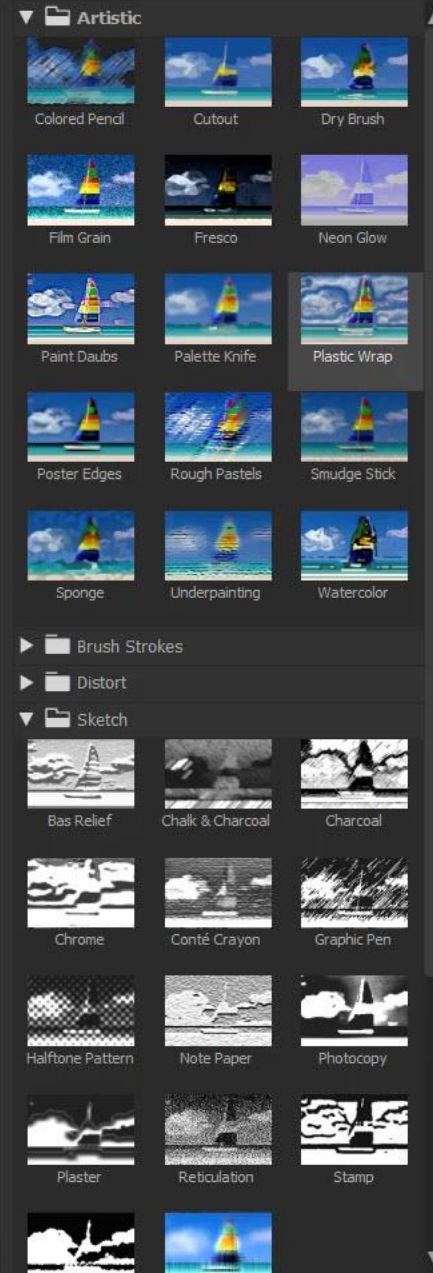 Artistic
Colored Pencil Cutout Dry Brush
Film Grain Fresco Neon Glow
Paint Daubs Palette Knife Plastic Wrap
Poster Edges Rough Pastels Smudge Stick
Sponge Underpainting Watercolor
Brush Strokes
Distort
Sketch
Bas Relief Chalk & Charcoal Charcoal
Chrome Conté Crayon Graphic Pen
Halftone Pattern Note Paper Photocopy
Plaster Reticulation Stamp